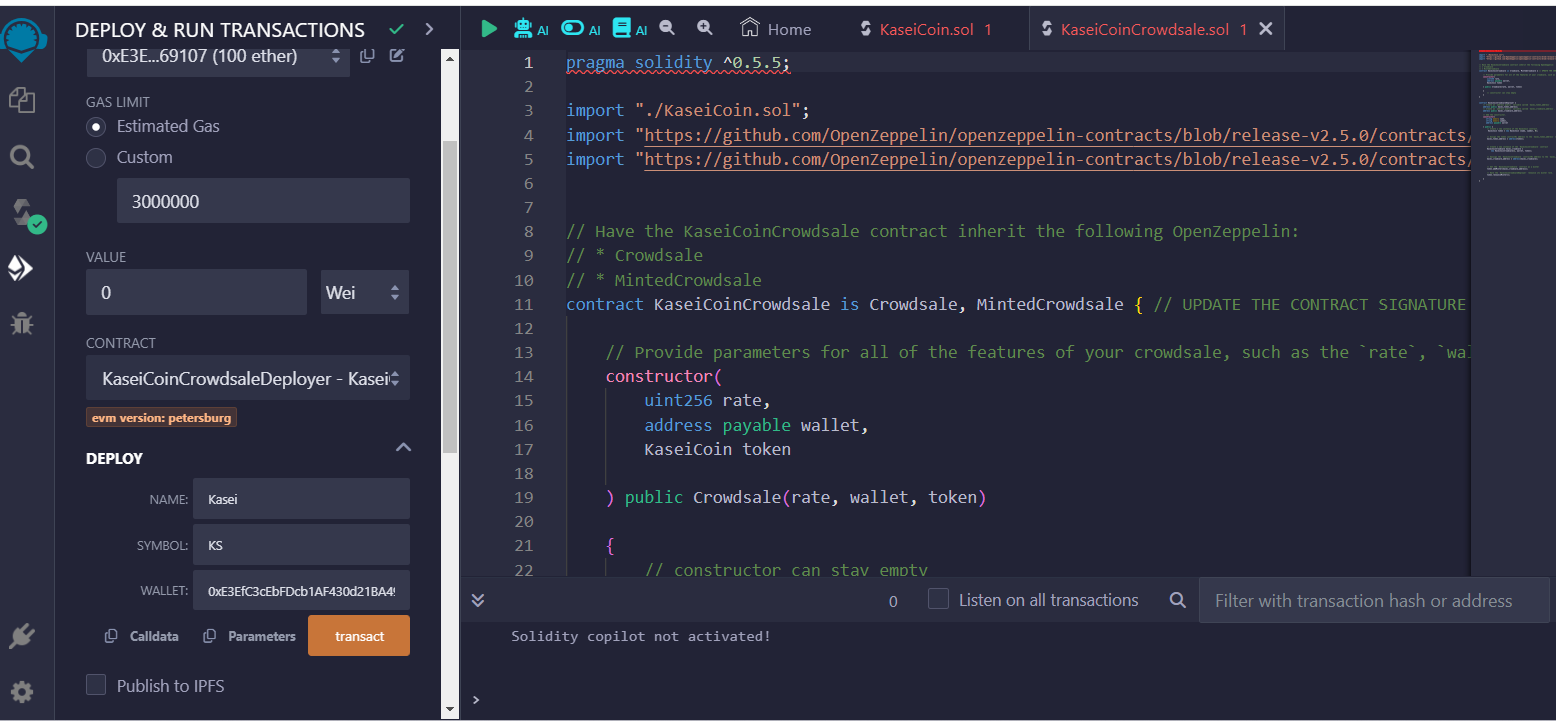 DEPLOY & RUN TRANSACTIONS
0xE3E...69107 (100 ether)
GAS LIMIT
Estimated Gas
Custom
3000000
VALUE
0
Wei
CONTRACT
KaseiCoinCrowdsaleDeployer - Kasei
evm version: petersburg
DEPLOY
NAME:
Kasei
SYMBOL:
KS
WALLET:
0xE3EfC3cEbFDcb1AF430d21BA49
Calldata
Parameters
transact
Publish to IPFS
AI
AI
AI
Home
KaseiCoin.sol 1
KaseiCoinCrowdsale.sol 1
1 pragma solidity ^0.5.5;
2
3 import "./KaseiCoin.sol";
4 import "https://github.com/OpenZeppelin/openzeppelin-contracts/blob/release-v2.5.0/contracts/
5 import "https://github.com/OpenZeppelin/openzeppelin-contracts/blob/release-v2.5.0/contracts/
6
7
8 // Have the KaseiCoinCrowdsale contract inherit the following OpenZeppelin:
9 // * Crowdsale
10 // * MintedCrowdsale
11 contract KaseiCoinCrowdsale is Crowdsale, MintedCrowdsale { // UPDATE THE CONTRACT SIGNATURE
12
13 // Provide parameters for all of the features of your crowdsale, such as the `rate`, `wal
14 constructor(
15 uint256 rate,
16 address payable wallet,
17 KaseiCoin token
18
19 ) public Crowdsale(rate, wallet, token)
20
21 {
22 // constructor can stay empty
0
Listen on all transactions
Filter with transaction hash or address
Solidity copilot not activated!
>